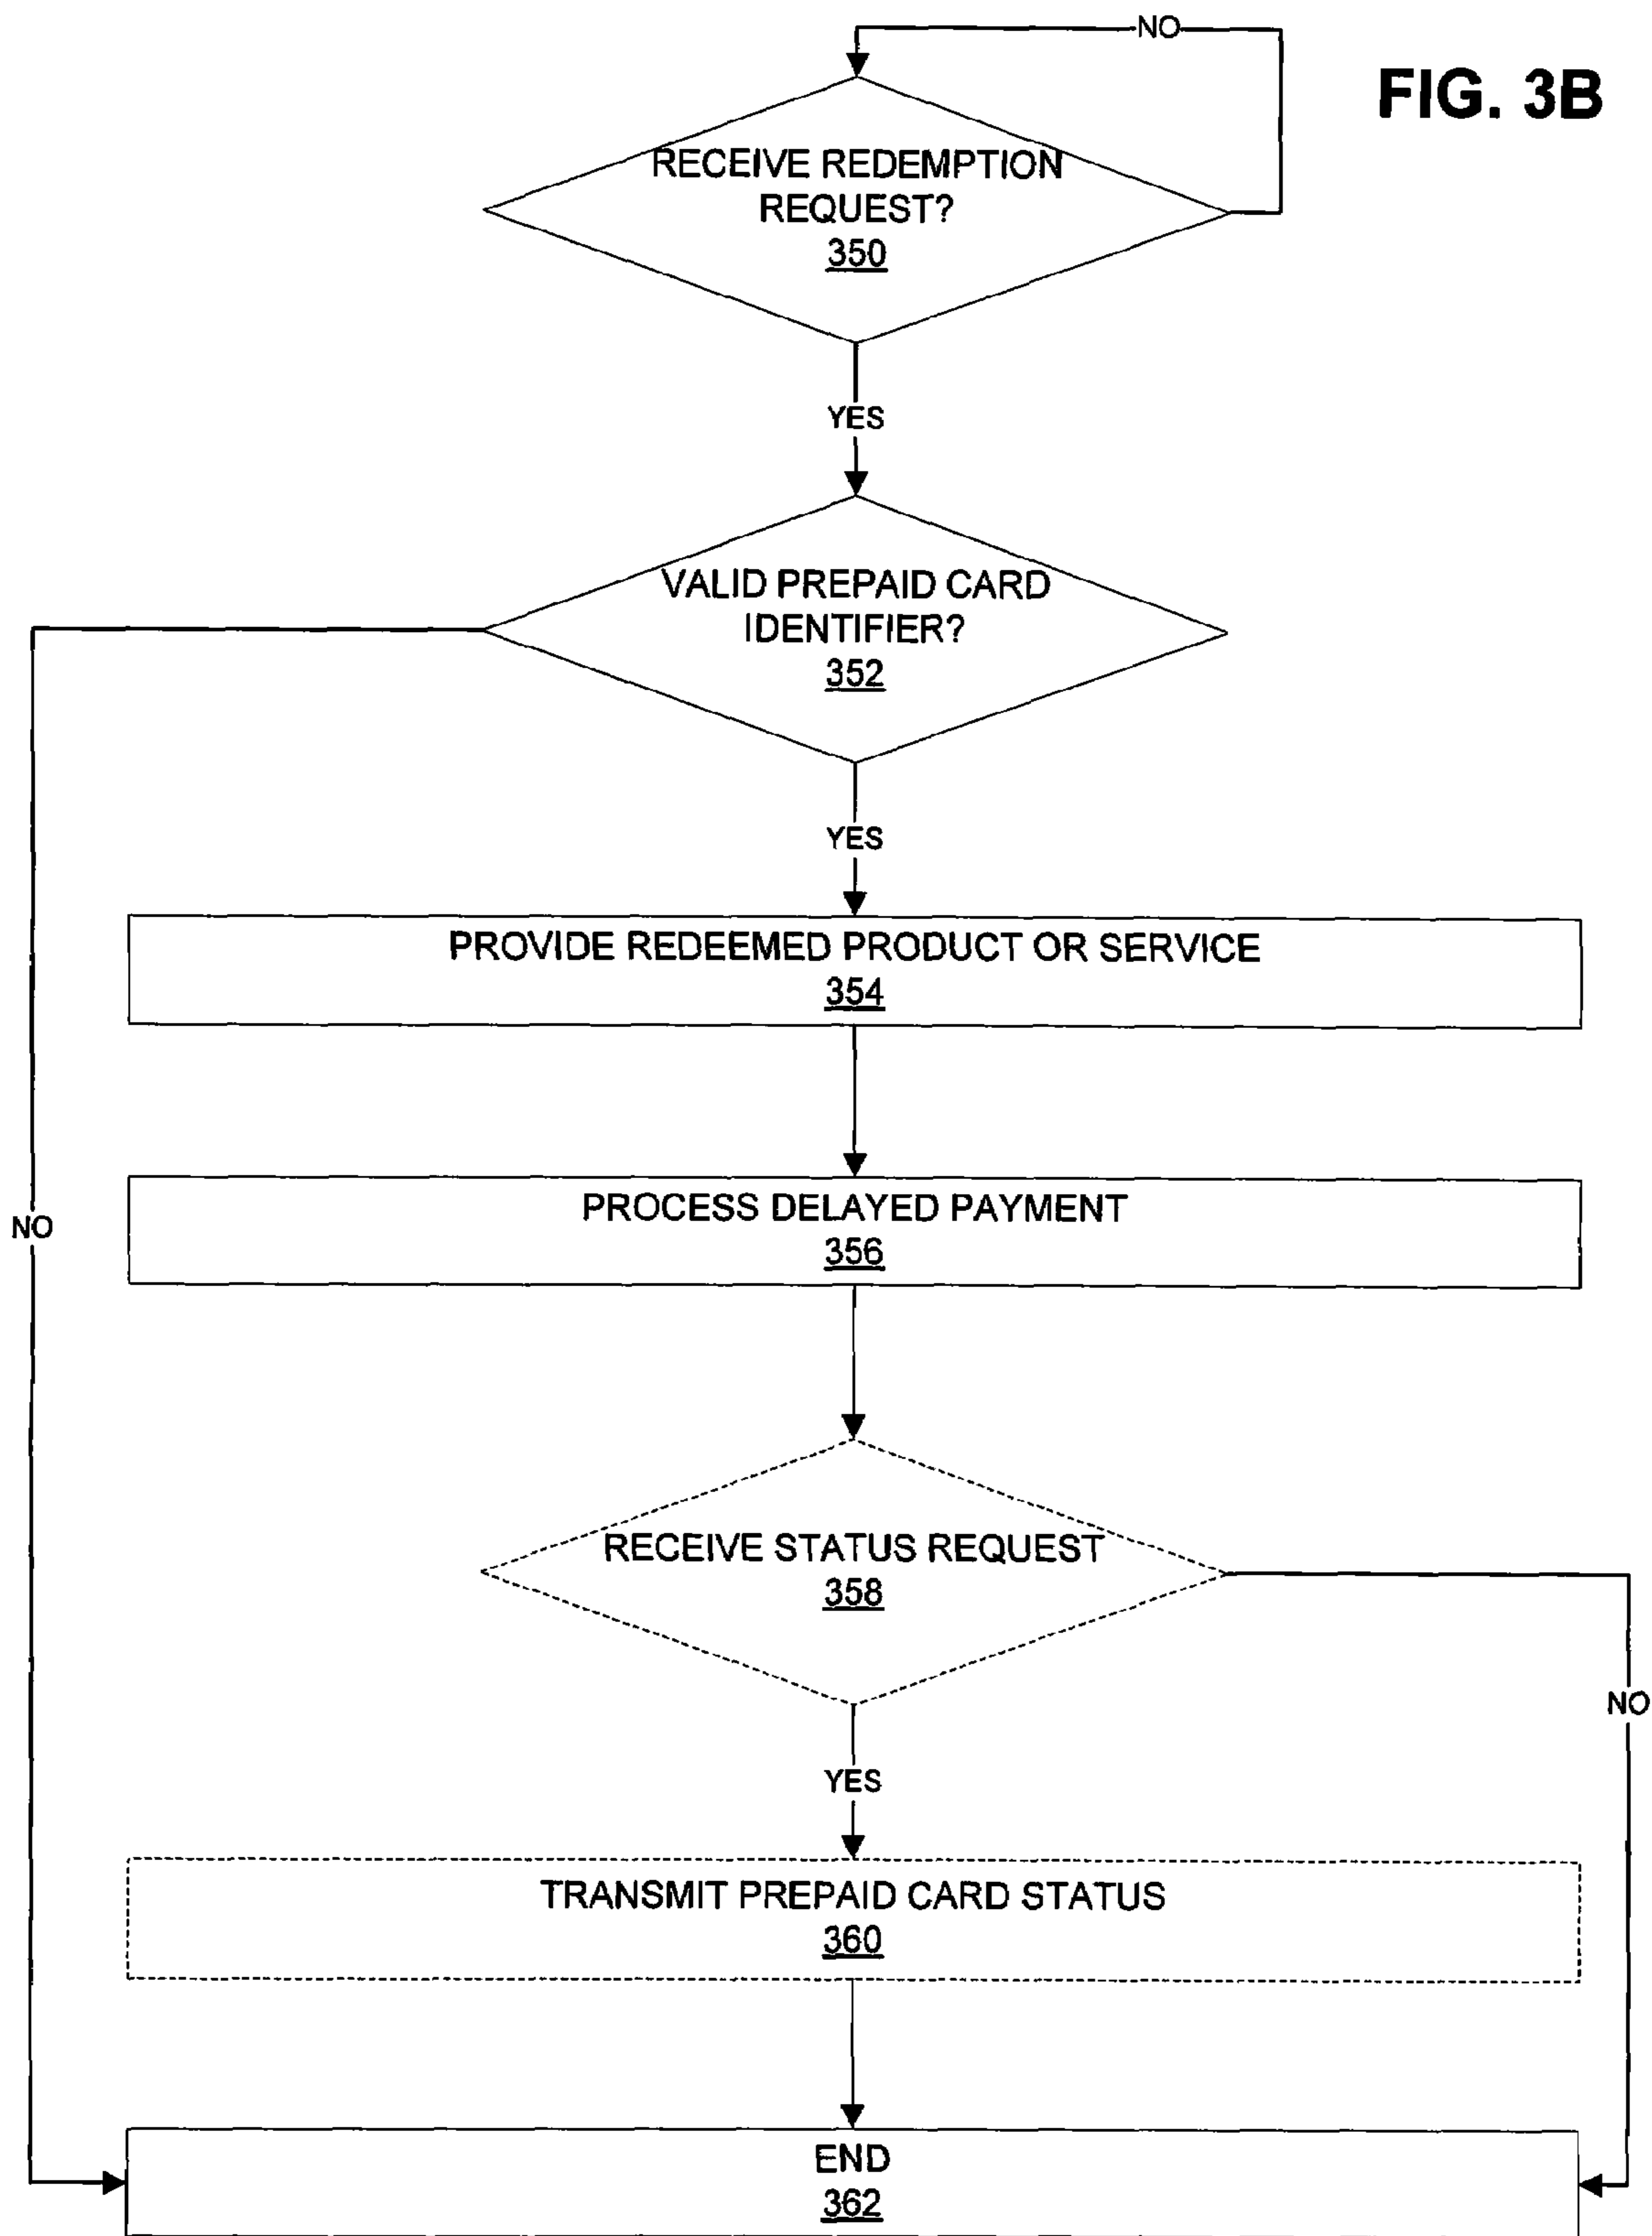 NO
FIG. 3B
RECEIVE REDEMPTION
REQUEST?
350
YES
VALID PREPAID CARD
IDENTIFIER?
352
YES
PROVIDE REDEEMED PRODUCT OR SERVICE
354
PROCESS DELAYED PAYMENT
356
NO
RECEIVE STATUS REQUEST
358
NO
YES
TRANSMIT PREPAID CARD STATUS
360
END
362